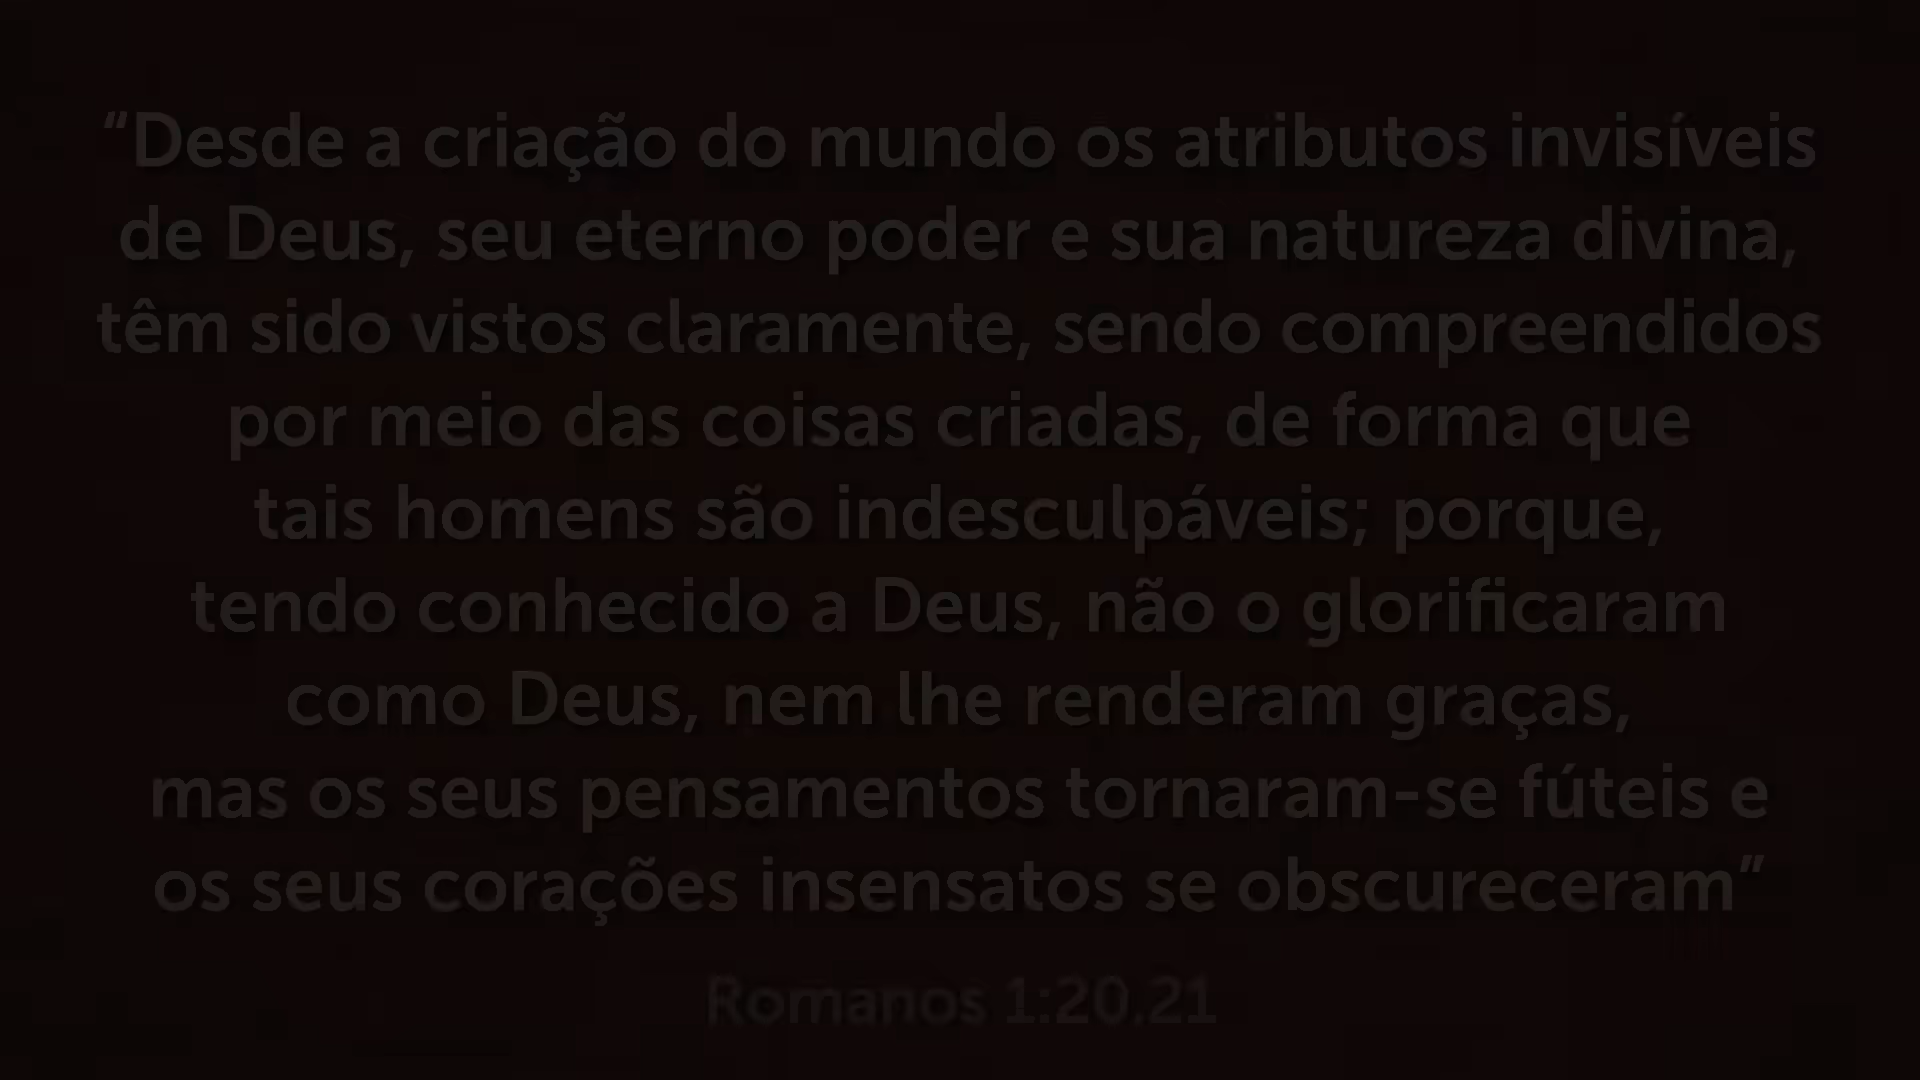 “Desde a criação do mundo os atributos invisíveis
de Deus, seu eterno poder e sua natureza divina,
têm sido vistos claramente, sendo compreendidos
por meio das coisas criadas, de forma que
tais homens são indesculpáveis; porque,
tendo conhecido a Deus, não o glorificaram
como Deus, nem lhe renderam graças,
mas os seus pensamentos tornaram-se fúteis e
os seus corações insensatos se obscureceram”
Romanos 1:20.21